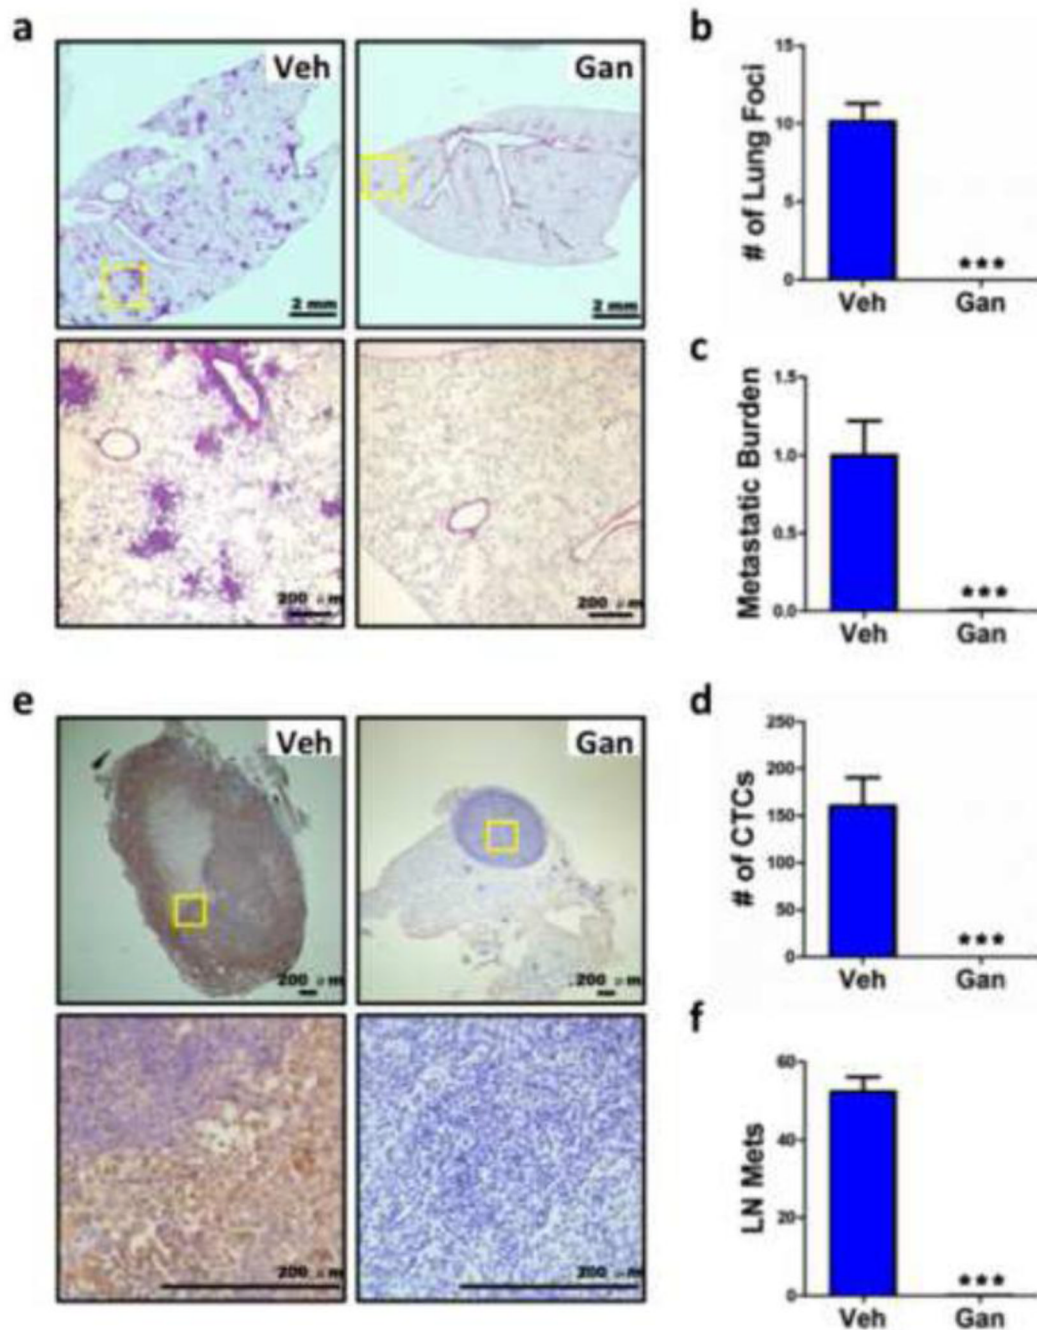 a
Veh
Gan
2 mm
2 mm
200 μm
200 μm
b
# of Lung Foci
15
10
5
0
***
Veh
Gan
c
Metastatic Burden
1.5
1.0
0.5
0.0
***
Veh
Gan
e
Veh
Gan
200 μm
200 μm
200 μm
200 μm
d
# of CTCs
250
200
150
100
50
0
***
Veh
Gan
f
LN Mets
60
40
20
0
***
Veh
Gan